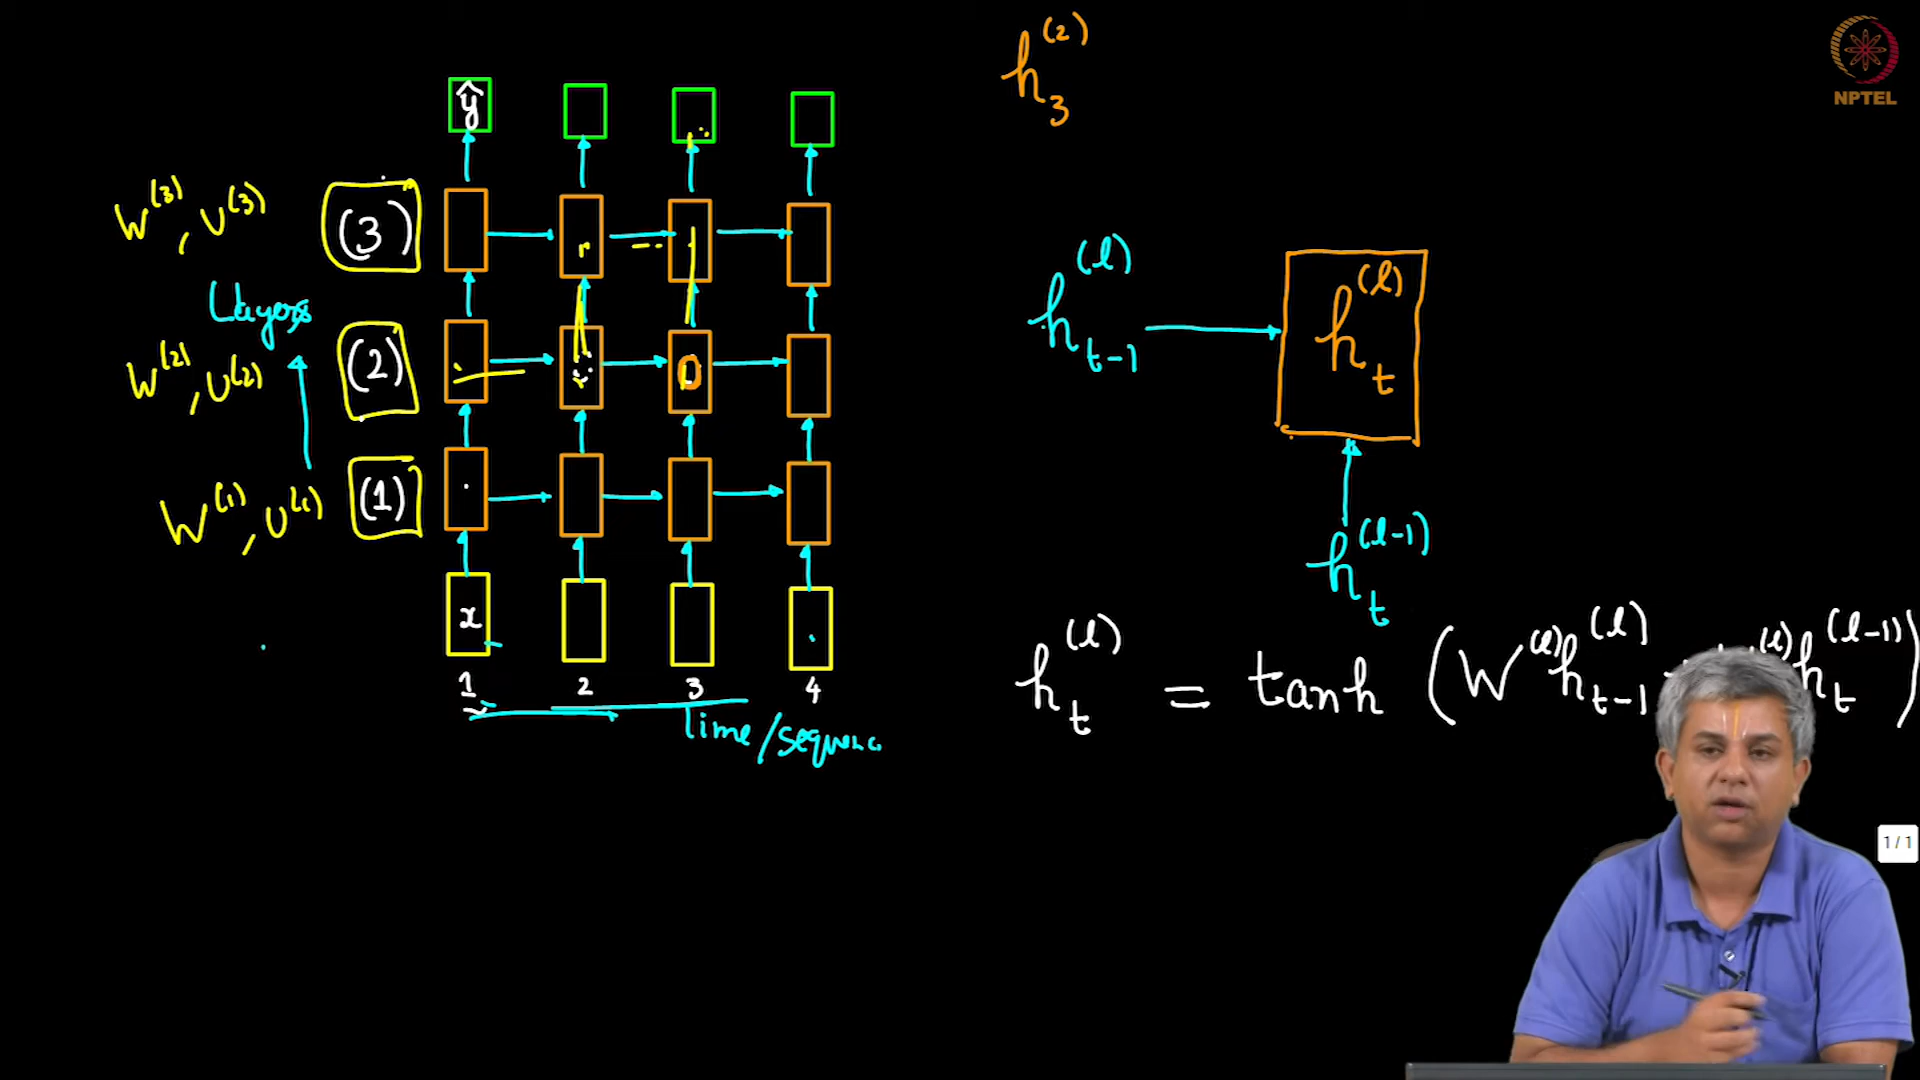 h_3^(2)
NPTEL
ŷ
W^(3), U^(3) (3)
r
h_{t-1}^(l)
h_t^(l)
Layers
W^(2), U^(2) (2)
W^(1), U^(1) (1)
h_t^(l-1)
x
h_t^(l) = tanh (W^(l) h_{t-1}^(l) h_t^(l-1))
1 2 3 4
Time/sequence
1/1